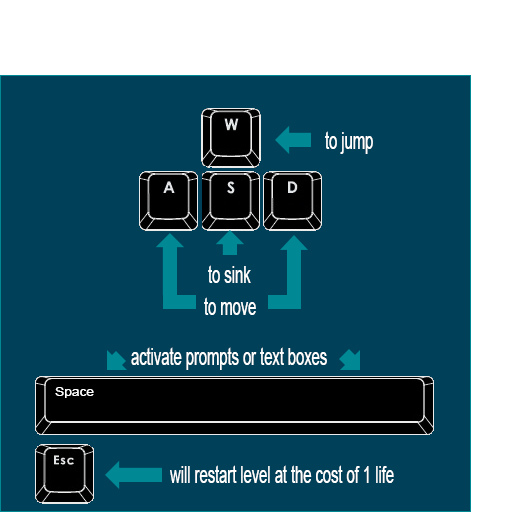 W
to jump
A S D
to sink
to move
activate prompts or text boxes
Space
Esc
will restart level at the cost of 1 life